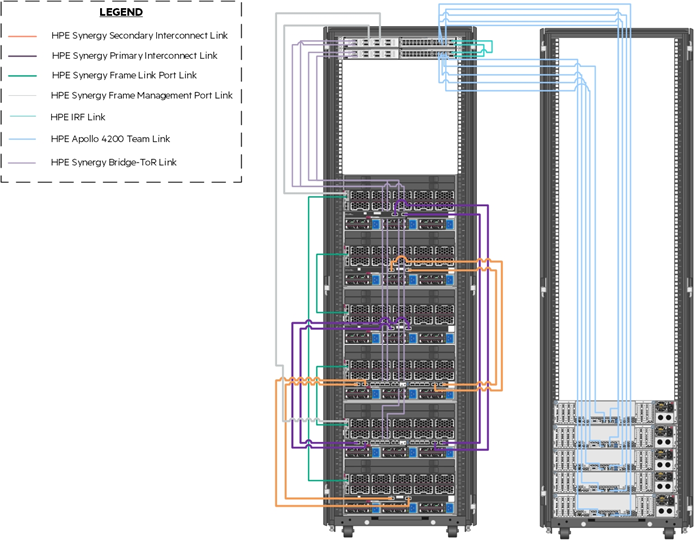 LEGEND
HPE Synergy Secondary Interconnect Link
HPE Synergy Primary Interconnect Link
HPE Synergy Frame Link Port Link
HPE Synergy Frame Management Port Link
HPE IRF Link
HPE Apollo 4200 Team Link
HPE Synergy Bridge-ToR Link